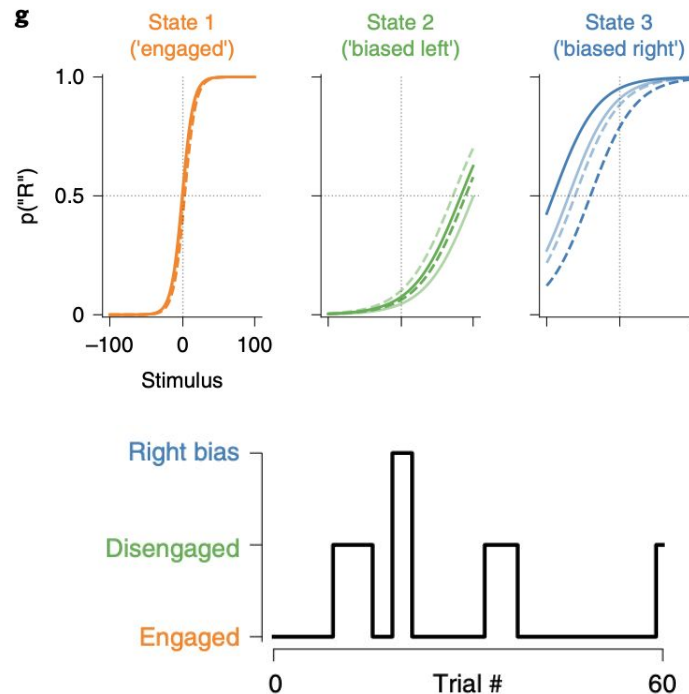 g
State 1
('engaged')
State 2
('biased left')
State 3
('biased right')
1.0
0.5
0
p("R")
–100 0 100
Stimulus
Right bias
Disengaged
Engaged
0 Trial # 60